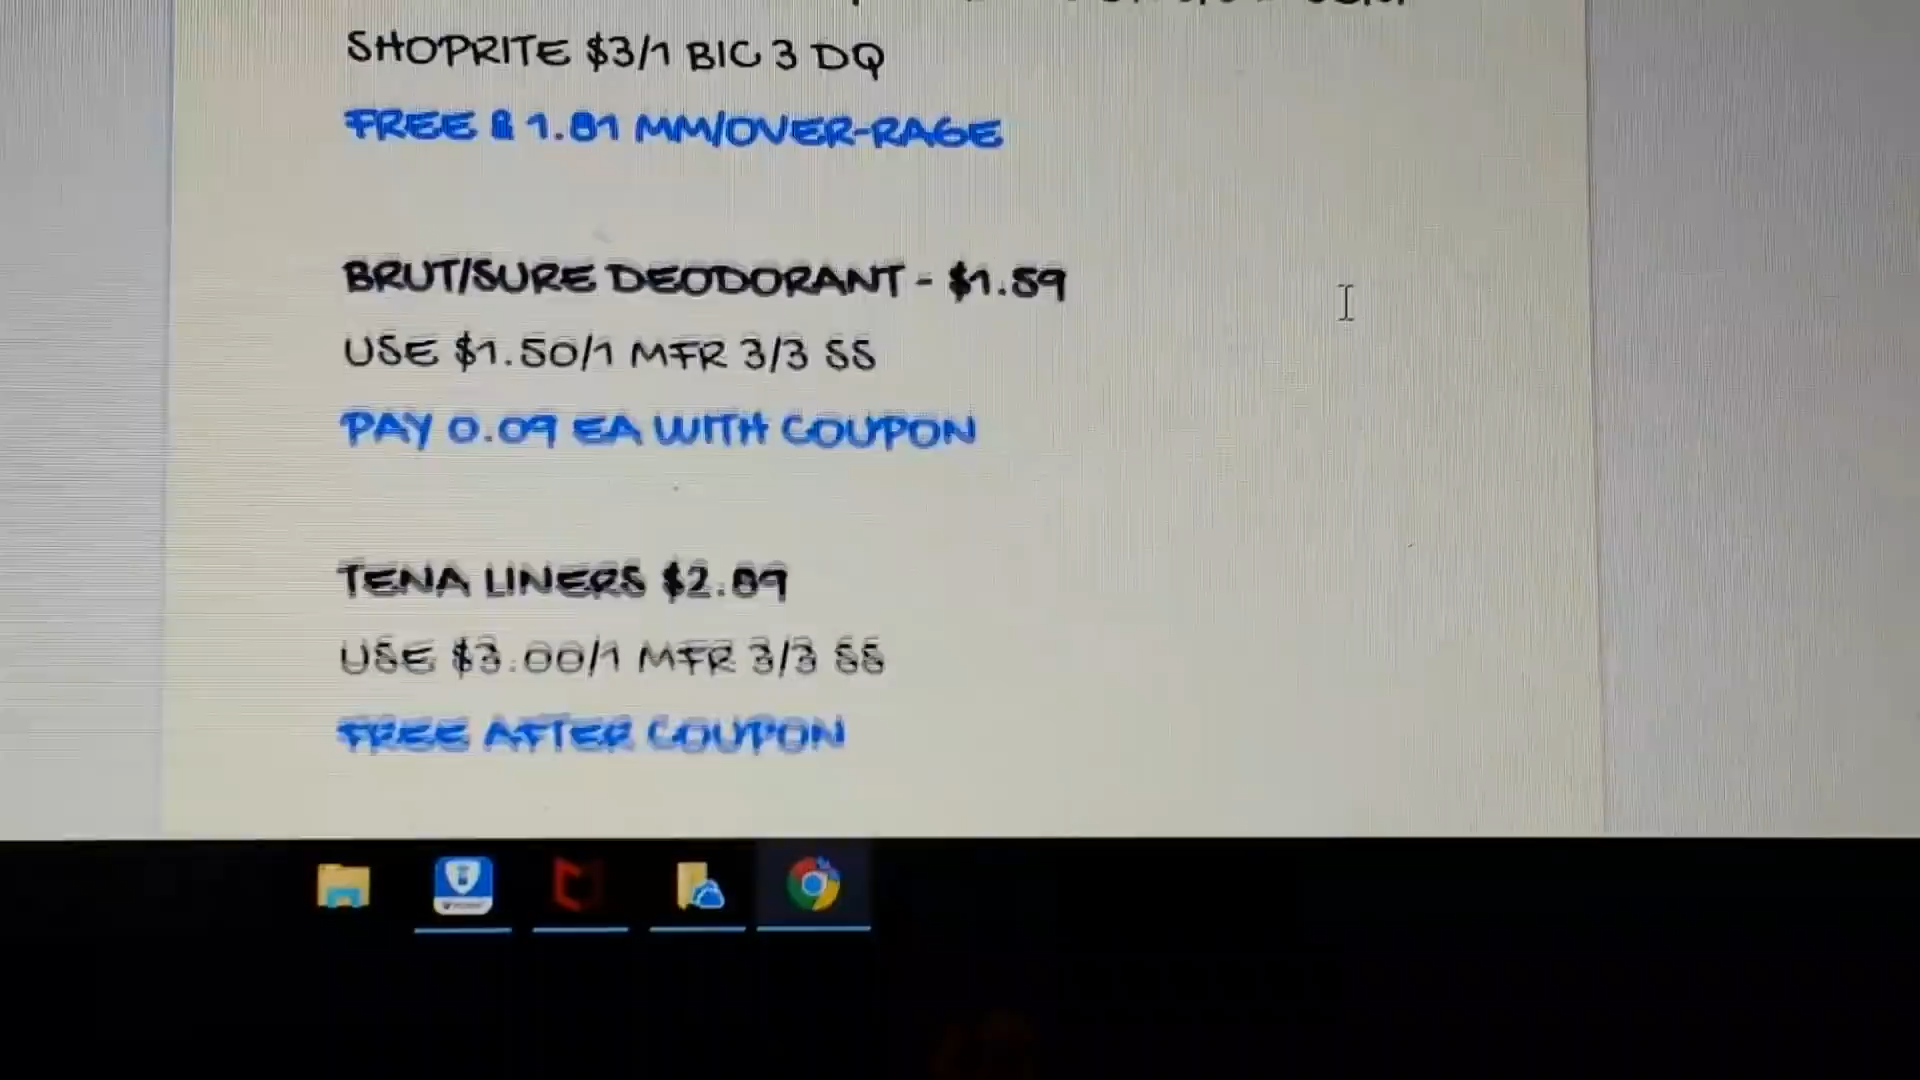 SHOPRITE $3/1 BIC 3 DQ
FREE & 1.81 MM/OVER-RAGE
BRUT/SURE DEODORANT - $1.59
USE $1.50/1 MFR 3/3 SS
PAY 0.09 EA WITH COUPON
TENA LINERS $2.89
USE $3.00/1 MFR 3/3 SS
FREE AFTER COUPON